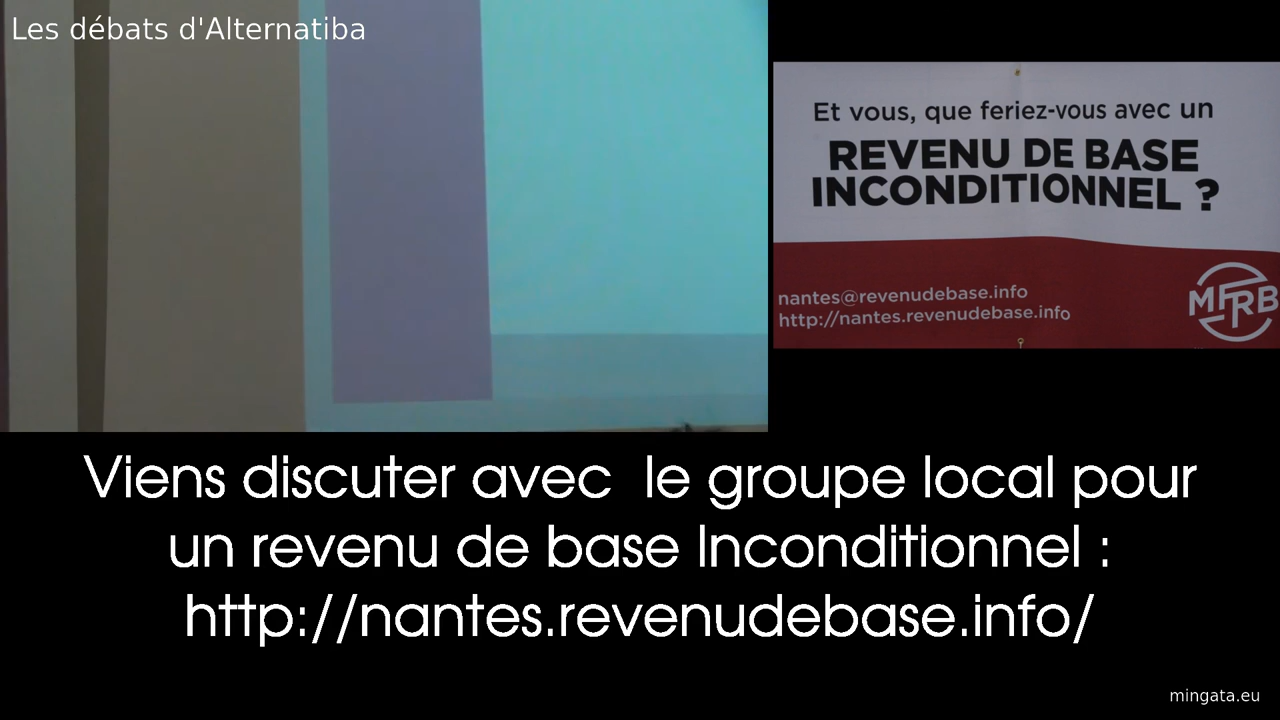 Les débats d'Alternatiba
Et vous, que feriez-vous avec un
REVENU DE BASE
INCONDITIONNEL ?
nantes@revenudebase.info
http://nantes.revenudebase.info
MFRB
Viens discuter avec le groupe local pour
un revenu de base Inconditionnel :
http://nantes.revenudebase.info/
mingata.eu